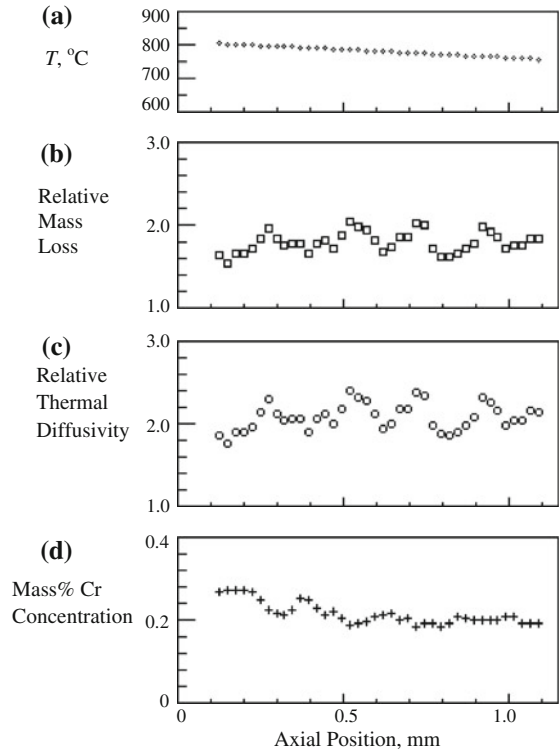 (a)
T, °C
900
800
700
600
(b)
Relative
Mass
Loss
3.0
2.0
1.0
(c)
Relative
Thermal
Diffusivity
3.0
2.0
1.0
(d)
Mass% Cr
Concentration
0.4
0.2
0
0
0.5
1.0
Axial Position, mm